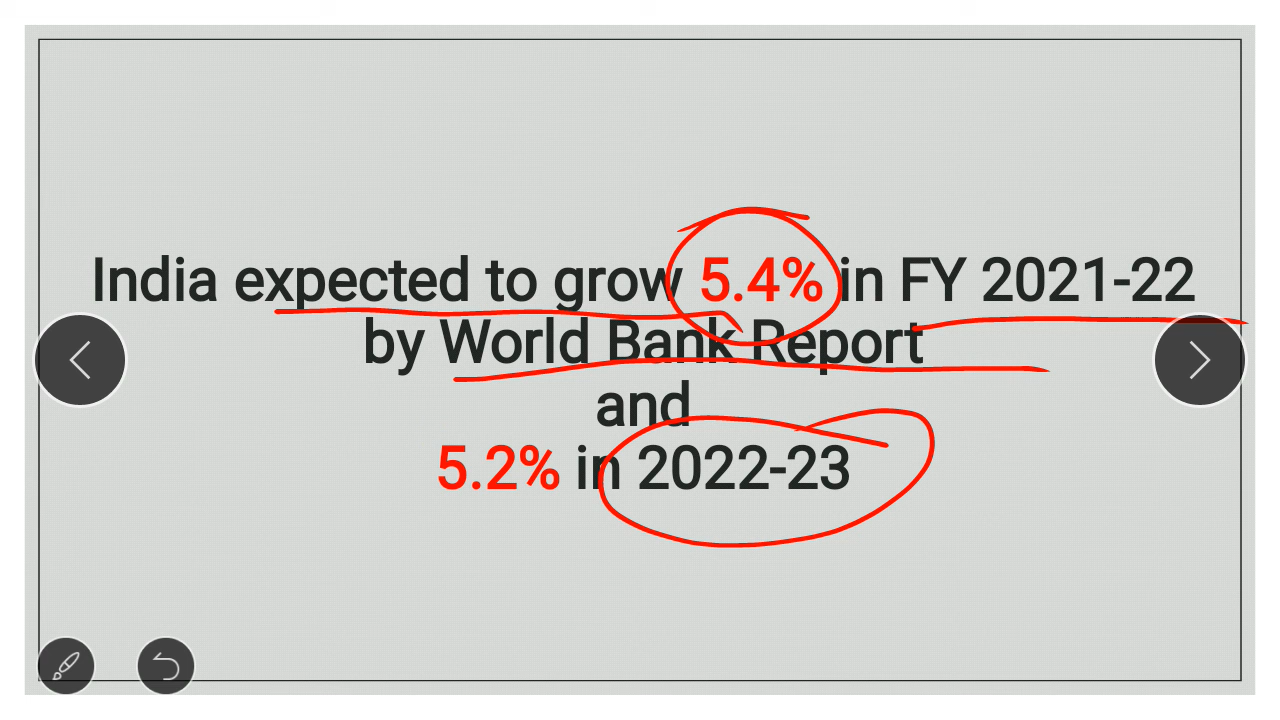 India expected to grow 5.4% in FY 2021-22
by World Bank Report
and
5.2% in 2022-23